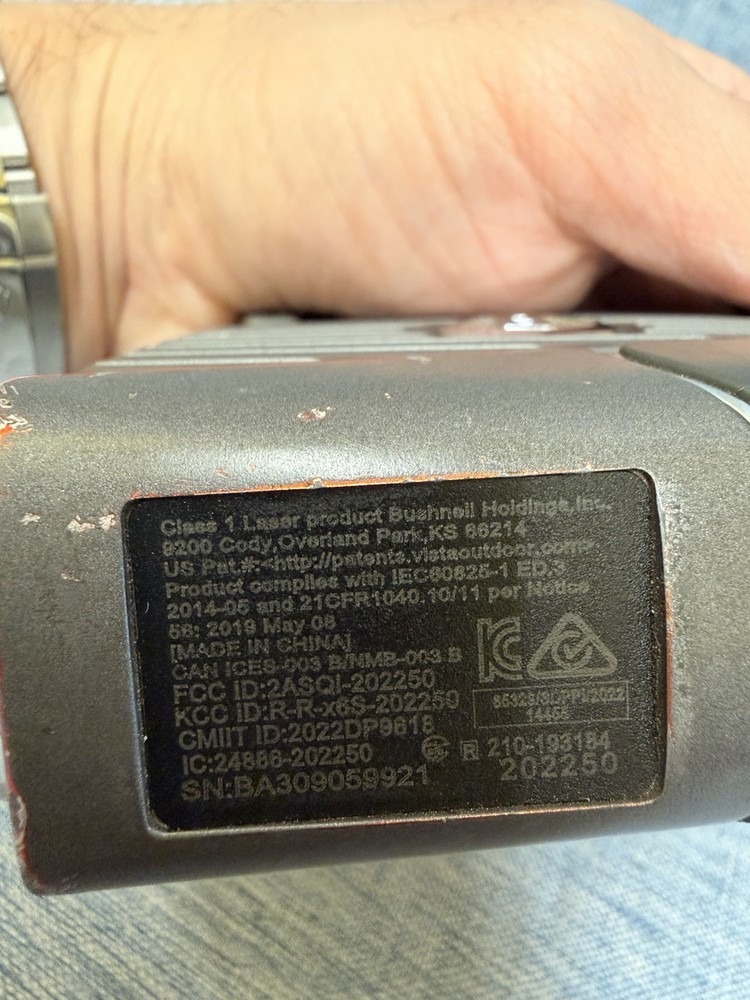 Class 1 Laser product Bushnell Holdings,Inc.
9200 Cody,Overland Park,KS 66214
US Pat.#:<http://patents.vistaoutdoor.com>
Product complies with IEC60825-1 ED.3
2014-05 and 21CFR1040.10/11 per Notice
56: 2019 May 08
[MADE IN CHINA]
CAN ICES-003 B/NMB-003 B
FCC ID:2ASQI-202250
KCC ID:R-R-x6S-202250
CMIIT ID:2022DP9618
IC:24886-202250
SN:BA309059921
KC
14455
R 210-193184
202250